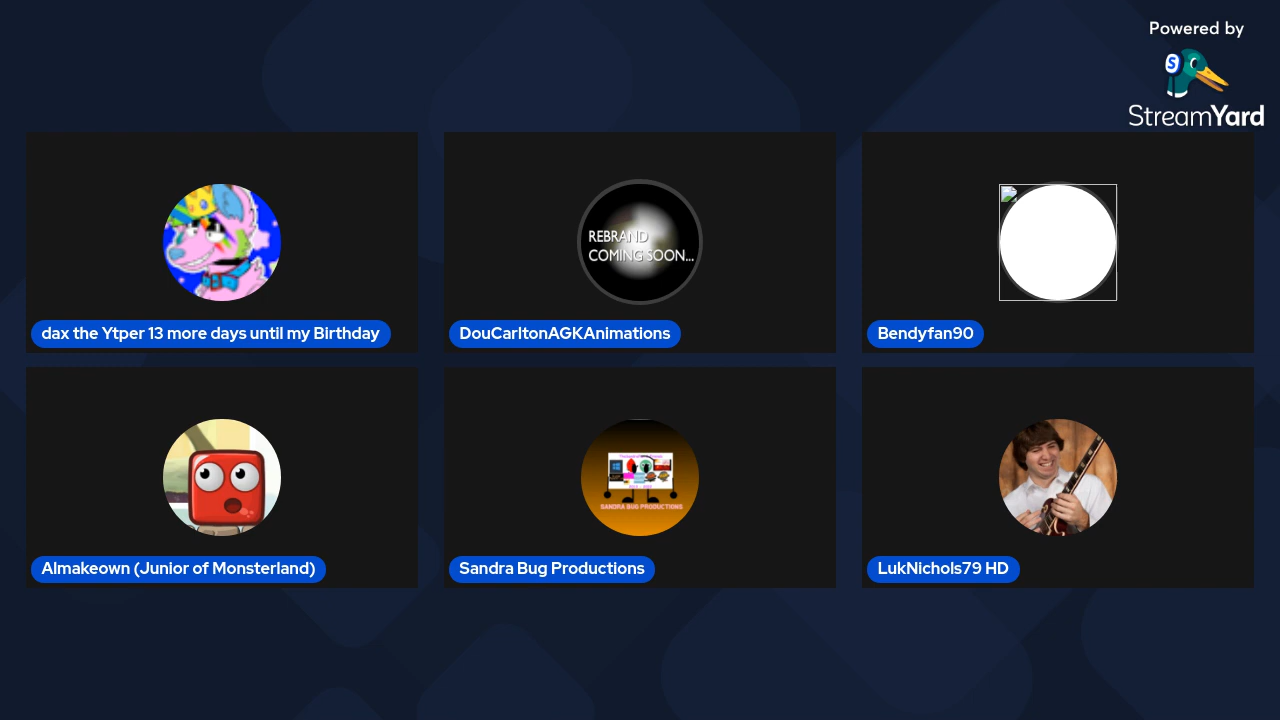 Powered by
S
StreamYard
REBRAND
COMING SOON...
dax the Ytper 13 more days until my Birthday
DouCarltonAGKAnimations
Bendyfan90
SANDRA BUG PRODUCTIONS
Almakeown (Junior of Monsterland)
Sandra Bug Productions
LukNichols79 HD